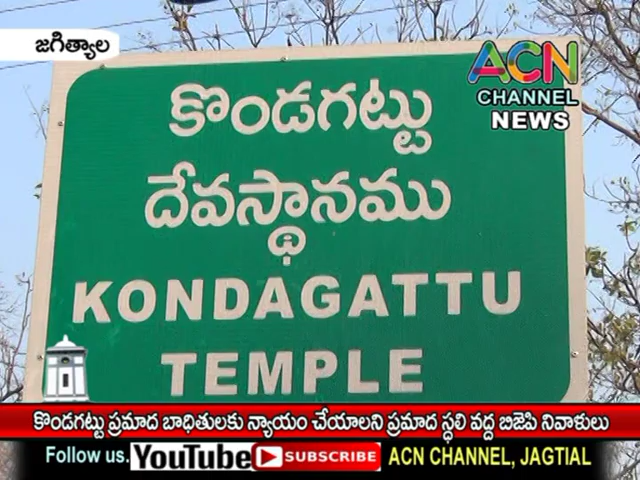 జగిత్యాల
ACN
CHANNEL
NEWS
కొండగట్టు
దేవస్థానము
KONDAGATTU
TEMPLE
కొండగట్టు ప్రమాద బాధితులకు న్యాయం చేయాలని ప్రమాద స్థలి వద్ద బిజెపి నివాళులు
Follow us. YouTube SUBSCRIBE ACN CHANNEL, JAGTIAL